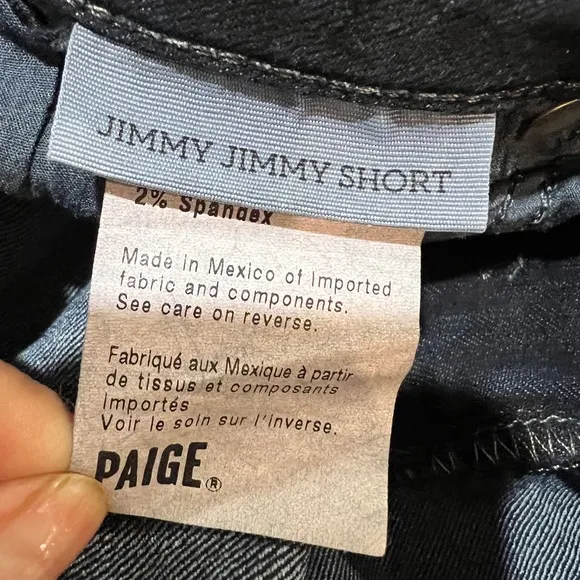 JIMMY JIMMY SHORT
2% Spandex
Made in Mexico of Imported
fabric and components.
See care on reverse.
Fabriqué aux Mexique à partir
de tissus et composants
importés
Voir le soin sur l'inverse.
PAIGE®